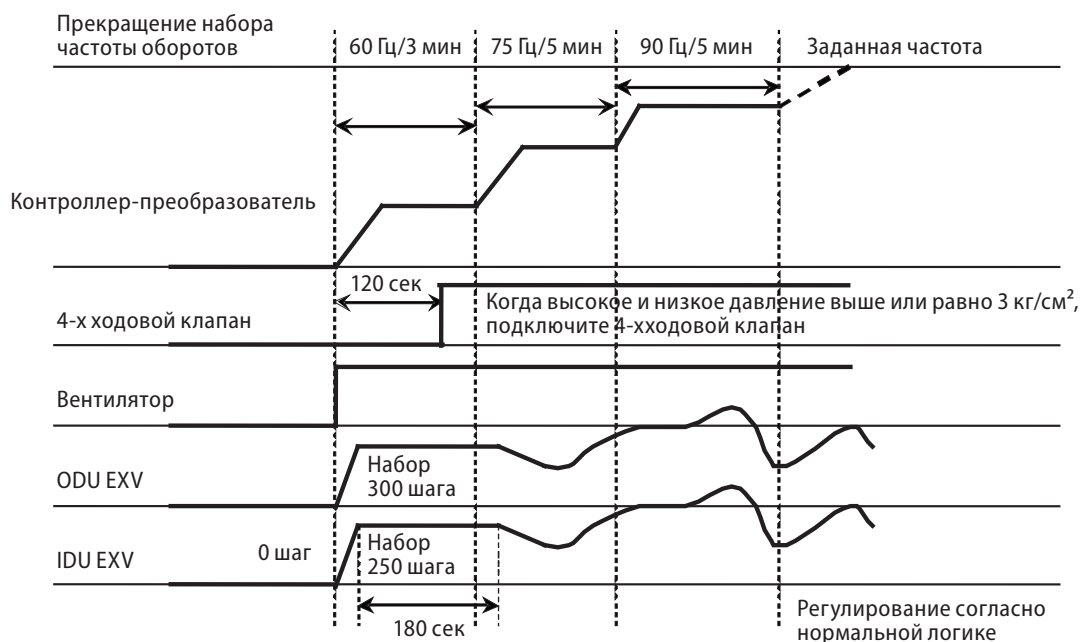 Прекращение набора
частоты оборотов
60 Гц/3 мин
75 Гц/5 мин
90 Гц/5 мин
Заданная частота
Контроллер-преобразователь
120 сек
Когда высокое и низкое давление выше или равно 3 кг/см²,
подключите 4-хходовой клапан
4-х ходовой клапан
Вентилятор
ODU EXV
Набор
300 шага
IDU EXV
0 шаг
Набор
250 шага
180 сек
Регулирование согласно
нормальной логике